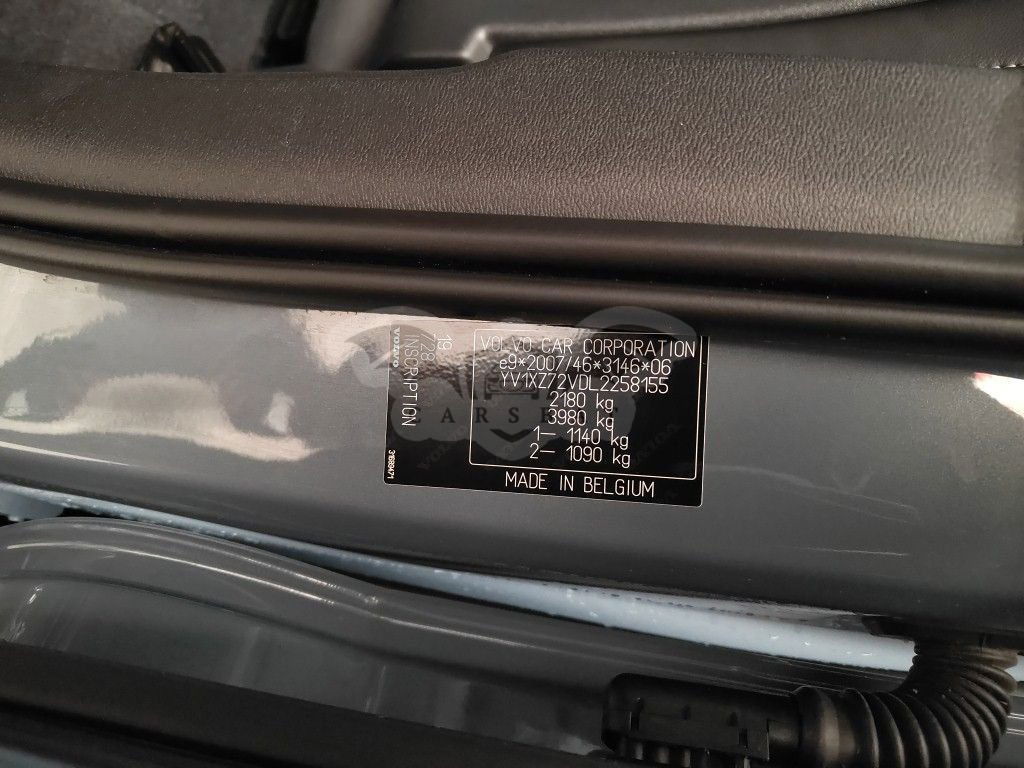 VOLVO CAR CORPORATION
e9*2007/46*3146*06
YV1XZ72VDL2258155
2180 kg
3980 kg
1– 1140 kg
2– 1090 kg
MADE IN BELGIUM
VOLVO
19
728
INSCRIPTION
31689471